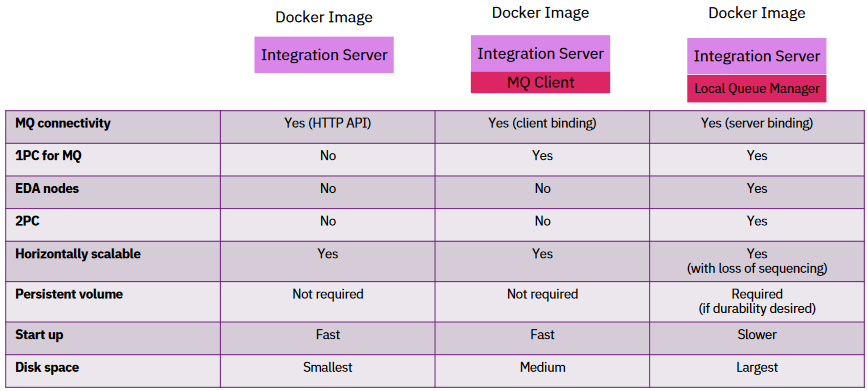 Docker Image Docker Image Docker Image
Integration Server Integration Server Integration Server
MQ Client Local Queue Manager
MQ connectivity Yes (HTTP API) Yes (client binding) Yes (server binding)
1PC for MQ No Yes Yes
EDA nodes No No Yes
2PC No No Yes
Horizontally scalable Yes Yes Yes
(with loss of sequencing)
Persistent volume Not required Not required Required
(if durability desired)
Start up Fast Fast Slower
Disk space Smallest Medium Largest